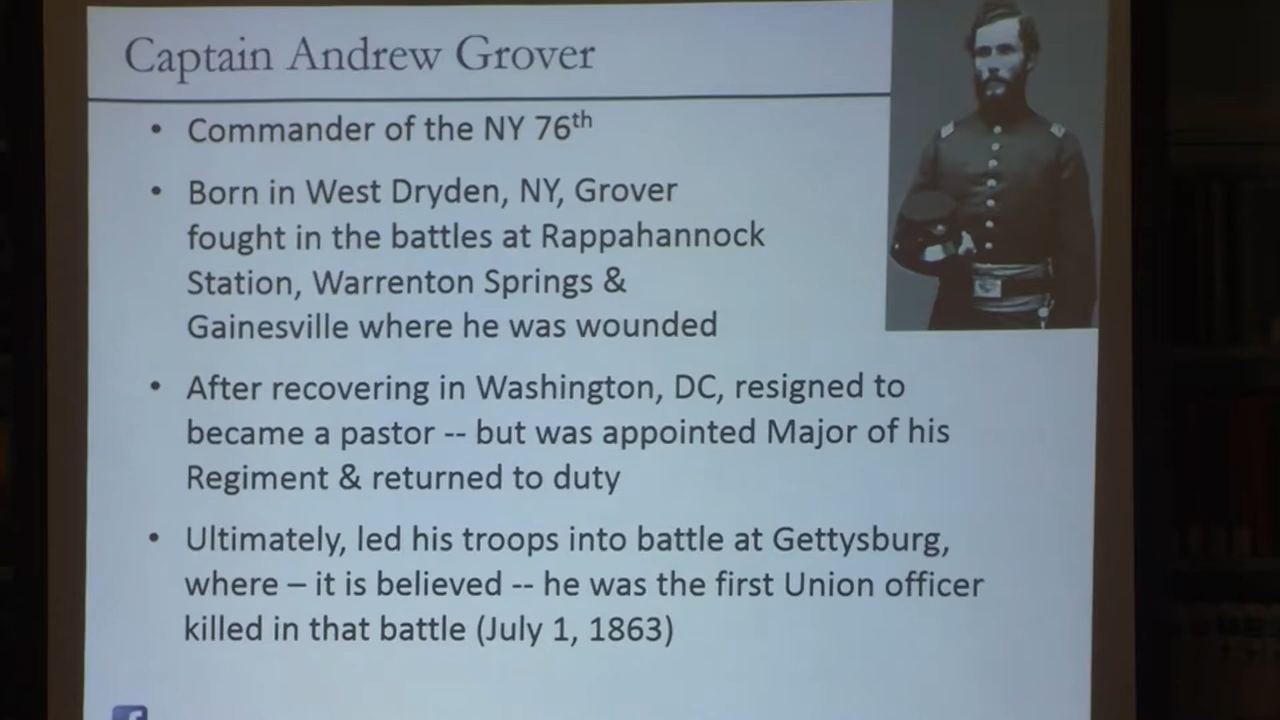 Captain Andrew Grover
• Commander of the NY 76th
• Born in West Dryden, NY, Grover
fought in the battles at Rappahannock
Station, Warrenton Springs &
Gainesville where he was wounded
• After recovering in Washington, DC, resigned to
became a pastor -- but was appointed Major of his
Regiment & returned to duty
• Ultimately, led his troops into battle at Gettysburg,
where – it is believed -- he was the first Union officer
killed in that battle (July 1, 1863)